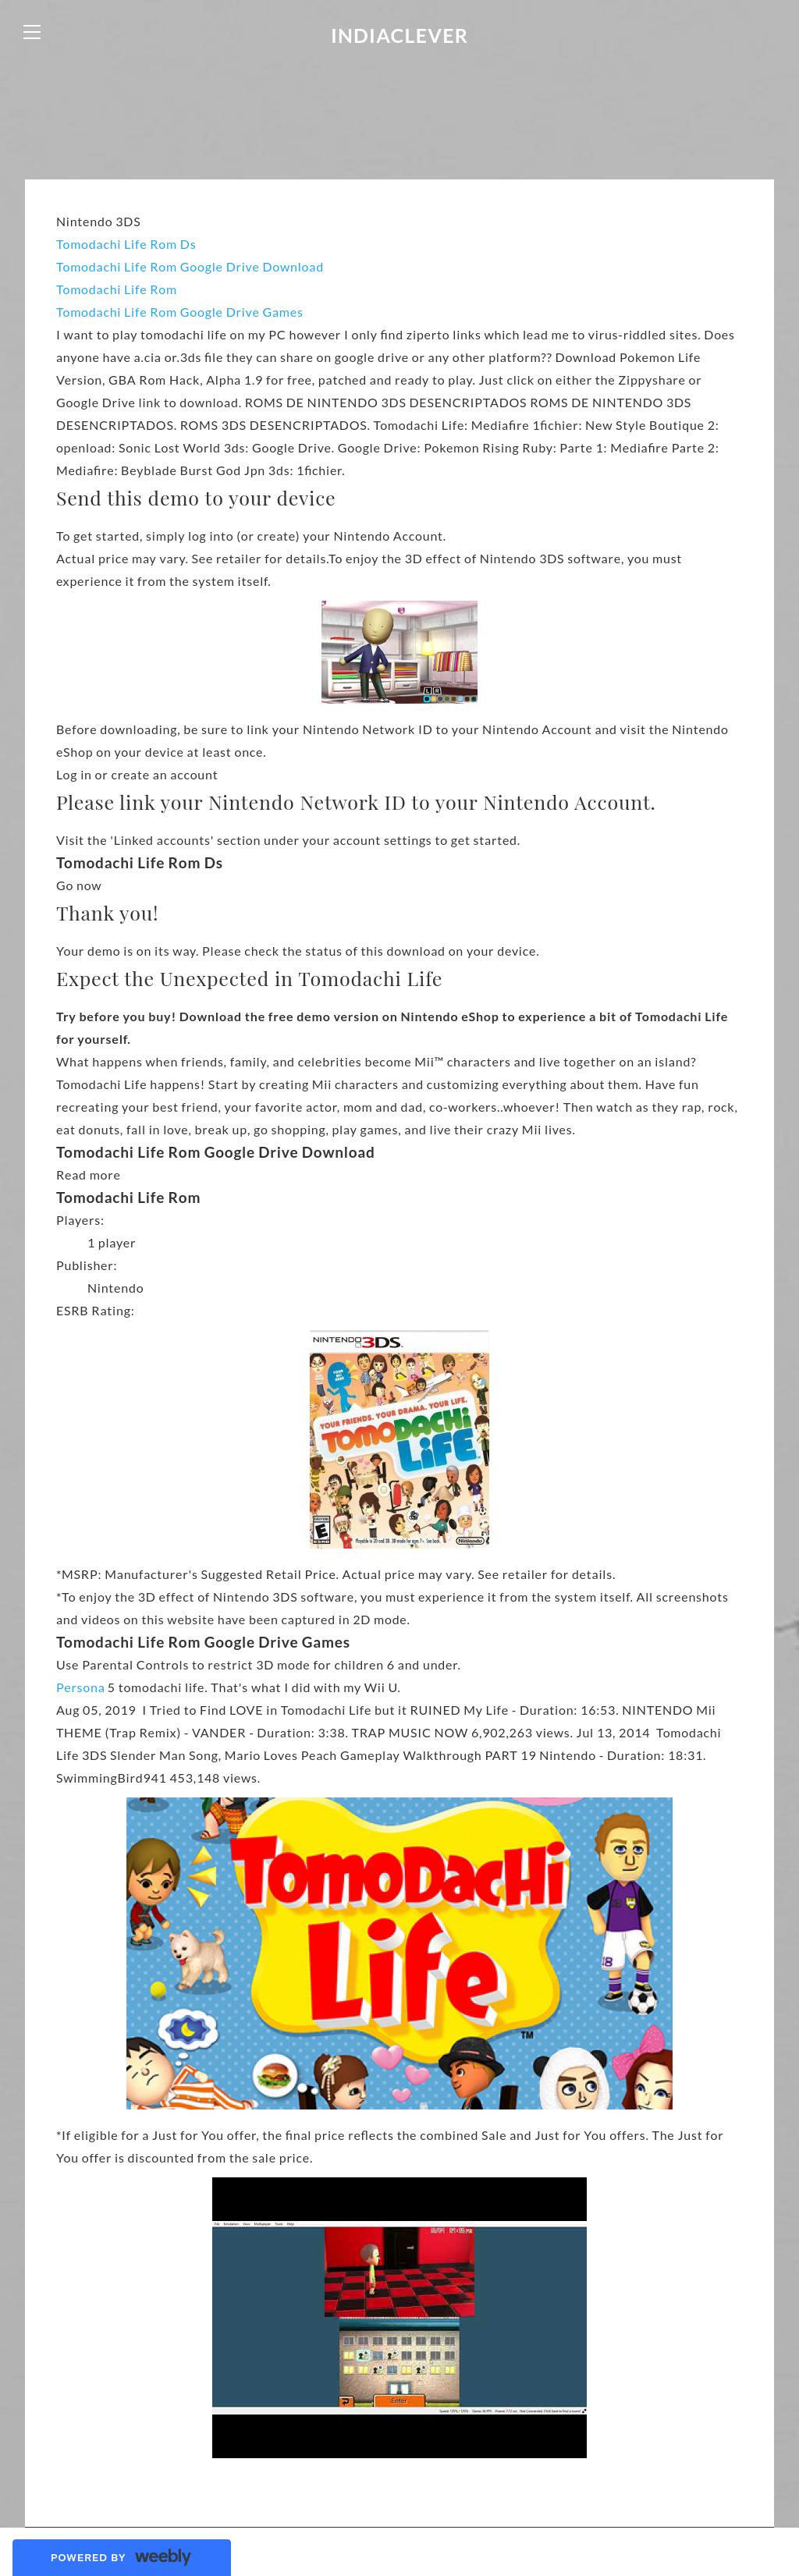 INDIACLEVER
Nintendo 3DS
Tomodachi Life Rom Ds
Tomodachi Life Rom Google Drive Download
Tomodachi Life Rom
Tomodachi Life Rom Google Drive Games
I want to play tomodachi life on my PC however I only find ziperto links which lead me to virus-riddled sites. Does
anyone have a.cia or.3ds file they can share on google drive or any other platform?? Download Pokemon Life
Version, GBA Rom Hack, Alpha 1.9 for free, patched and ready to play. Just click on either the Zippyshare or
Google Drive link to download. ROMS DE NINTENDO 3DS DESENCRIPTADOS ROMS DE NINTENDO 3DS
DESENCRIPTADOS. ROMS 3DS DESENCRIPTADOS. Tomodachi Life: Mediafire 1fichier: New Style Boutique 2:
openload: Sonic Lost World 3ds: Google Drive. Google Drive: Pokemon Rising Ruby: Parte 1: Mediafire Parte 2:
Mediafire: Beyblade Burst God Jpn 3ds: 1fichier.
Send this demo to your device
To get started, simply log into (or create) your Nintendo Account.
Actual price may vary. See retailer for details.To enjoy the 3D effect of Nintendo 3DS software, you must
experience it from the system itself.
L R
Before downloading, be sure to link your Nintendo Network ID to your Nintendo Account and visit the Nintendo
eShop on your device at least once.
Log in or create an account
Please link your Nintendo Network ID to your Nintendo Account.
Visit the 'Linked accounts' section under your account settings to get started.
Tomodachi Life Rom Ds
Go now
Thank you!
Your demo is on its way. Please check the status of this download on your device.
Expect the Unexpected in Tomodachi Life
Try before you buy! Download the free demo version on Nintendo eShop to experience a bit of Tomodachi Life
for yourself.
What happens when friends, family, and celebrities become Mii™ characters and live together on an island?
Tomodachi Life happens! Start by creating Mii characters and customizing everything about them. Have fun
recreating your best friend, your favorite actor, mom and dad, co-workers..whoever! Then watch as they rap, rock,
eat donuts, fall in love, break up, go shopping, play games, and live their crazy Mii lives.
Tomodachi Life Rom Google Drive Download
Read more
Tomodachi Life Rom
Players:
1 player
Publisher:
Nintendo
ESRB Rating:
NINTENDO 3DS
YOUR FRIENDS. YOUR DRAMA. YOUR LIFE.
TOMODACHI
LiFE
E
Nintendo
*MSRP: Manufacturer's Suggested Retail Price. Actual price may vary. See retailer for details.
*To enjoy the 3D effect of Nintendo 3DS software, you must experience it from the system itself. All screenshots
and videos on this website have been captured in 2D mode.
Tomodachi Life Rom Google Drive Games
Use Parental Controls to restrict 3D mode for children 6 and under.
Persona 5 tomodachi life. That's what I did with my Wii U.
Aug 05, 2019 I Tried to Find LOVE in Tomodachi Life but it RUINED My Life - Duration: 16:53. NINTENDO Mii
THEME (Trap Remix) - VANDER - Duration: 3:38. TRAP MUSIC NOW 6,902,263 views. Jul 13, 2014 Tomodachi
Life 3DS Slender Man Song, Mario Loves Peach Gameplay Walkthrough PART 19 Nintendo - Duration: 18:31.
SwimmingBird941 453,148 views.
TomoDaCHi
Life
TM
18
*If eligible for a Just for You offer, the final price reflects the combined Sale and Just for You offers. The Just for
You offer is discounted from the sale price.
File Emulation View Multiplayer Tools Help
Enter
POWERED BY weebly